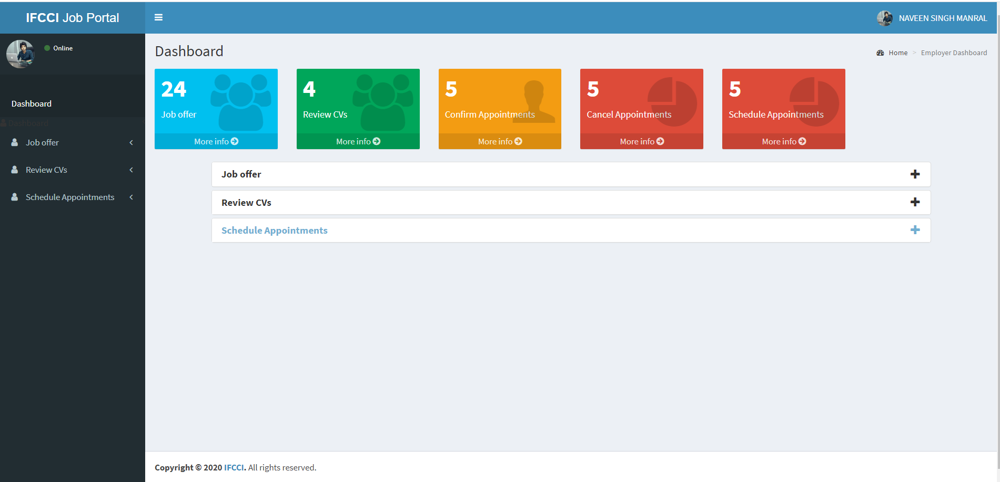 IFCCI Job Portal
NAVEEN SINGH MANRAL
Online
Dashboard
Dashboard
Job offer
Review CVs
Schedule Appointments
Dashboard
Home > Employer Dashboard
24
Job offer
More info
4
Review CVs
More info
5
Confirm Appointments
More info
5
Cancel Appointments
More info
5
Schedule Appointments
More info
Job offer
Review CVs
Schedule Appointments
Copyright © 2020 IFCCI. All rights reserved.